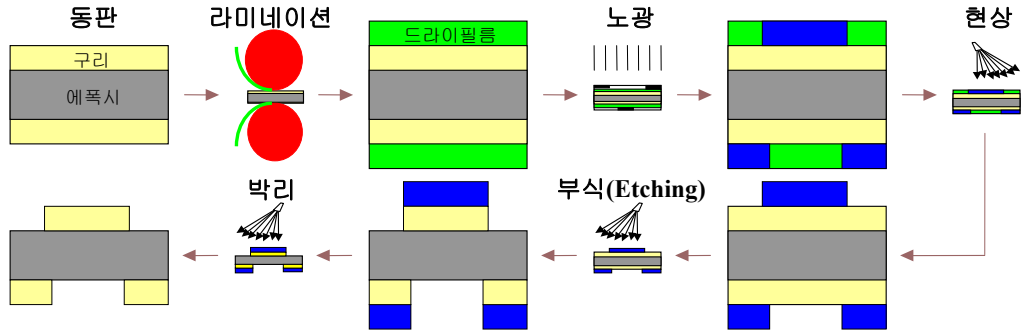 동판
라미네이션
노광
현상
구리
에폭시
드라이필름
박리
부식(Etching)